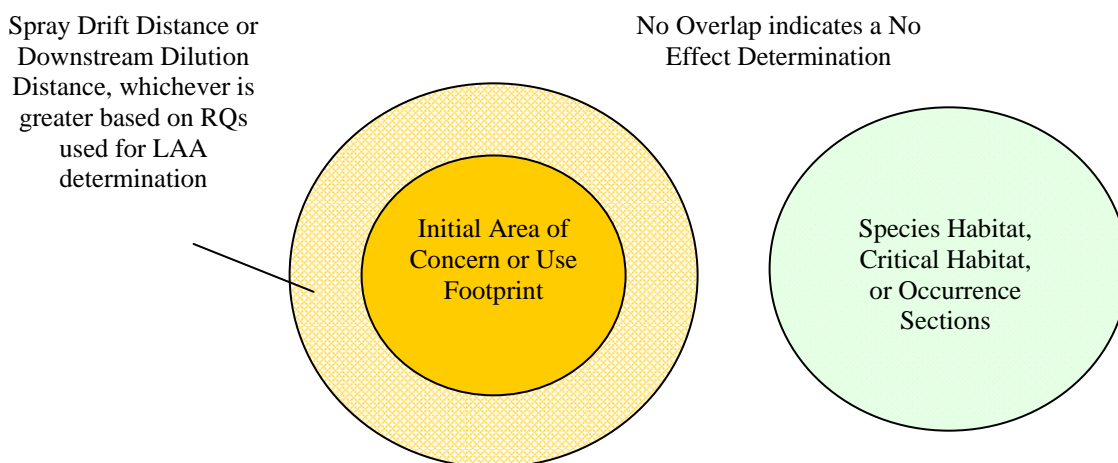 Spray Drift Distance or
Downstream Dilution
Distance, whichever is
greater based on RQs
used for LAA
determination
No Overlap indicates a No
Effect Determination
Initial Area of
Concern or Use
Footprint
Species Habitat,
Critical Habitat,
or Occurrence
Sections